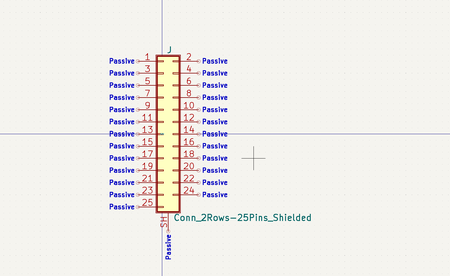 J
Passive 1 2 Passive
Passive 3 4 Passive
Passive 5 6 Passive
Passive 7 8 Passive
Passive 9 10 Passive
Passive 11 12 Passive
Passive 13 14 Passive
Passive 15 16 Passive
Passive 17 18 Passive
Passive 19 20 Passive
Passive 21 22 Passive
Passive 23 24 Passive
Passive 25
Conn_2Rows-25Pins_Shielded
SH
Passive